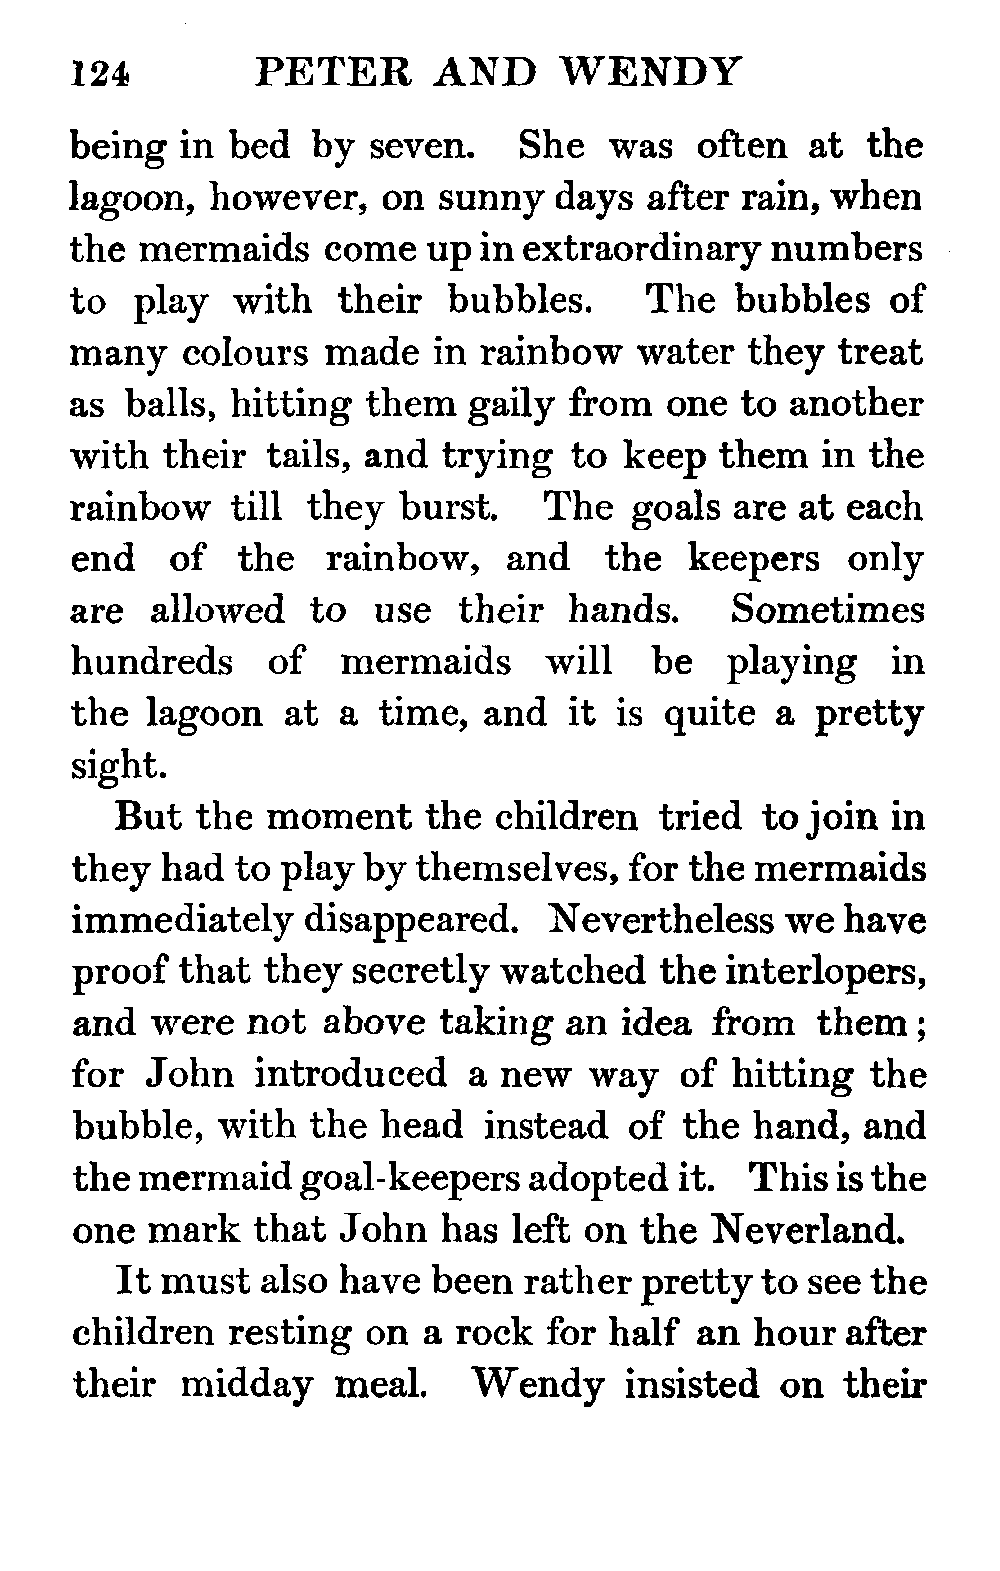 124 PETER AND WENDY
being in bed by seven. She was often at the
lagoon, however, on sunny days after rain, when
the mermaids come up in extraordinary numbers
to play with their bubbles. The bubbles of
many colours made in rainbow water they treat
as balls, hitting them gaily from one to another
with their tails, and trying to keep them in the
rainbow till they burst. The goals are at each
end of the rainbow, and the keepers only
are allowed to use their hands. Sometimes
hundreds of mermaids will be playing in
the lagoon at a time, and it is quite a pretty
sight.
But the moment the children tried to join in
they had to play by themselves, for the mermaids
immediately disappeared. Nevertheless we have
proof that they secretly watched the interlopers,
and were not above taking an idea from them;
for John introduced a new way of hitting the
bubble, with the head instead of the hand, and
the mermaid goal-keepers adopted it. This is the
one mark that John has left on the Neverland.
It must also have been rather pretty to see the
children resting on a rock for half an hour after
their midday meal. Wendy insisted on their